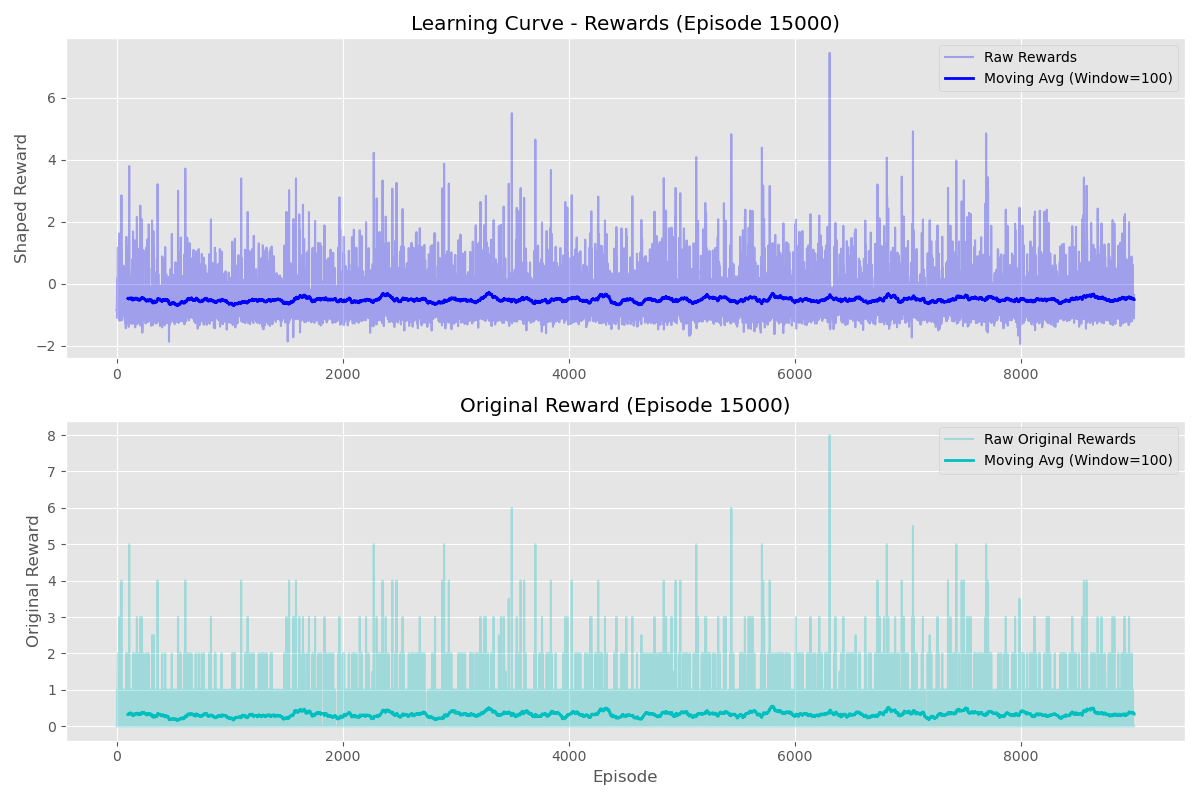 Learning Curve - Rewards (Episode 15000)
Raw Rewards
Moving Avg (Window=100)
Shaped Reward
6
4
2
0
−2
0
2000
4000
6000
8000
Original Reward (Episode 15000)
Raw Original Rewards
Moving Avg (Window=100)
Original Reward
8
7
6
5
4
3
2
1
0
0
2000
4000
6000
8000
Episode